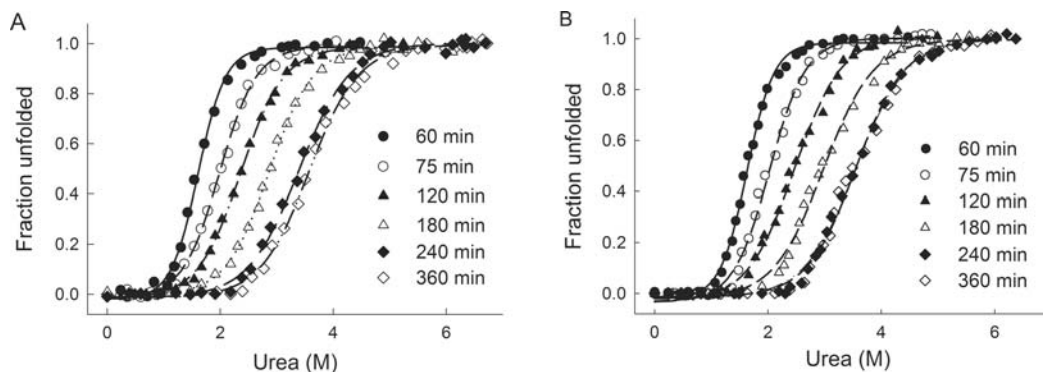 A
Fraction unfolded
1.0
0.8
0.6
0.4
0.2
0.0
60 min
75 min
120 min
180 min
240 min
360 min
0 2 4 6
Urea (M)
B
Fraction unfolded
1.0
0.8
0.6
0.4
0.2
0.0
60 min
75 min
120 min
180 min
240 min
360 min
0 2 4 6
Urea (M)